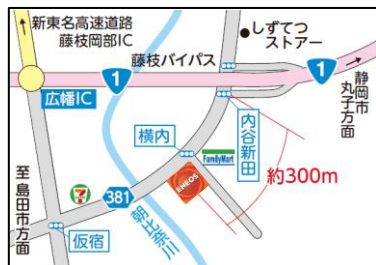 新東名高速道路
藤枝岡部IC
しずてつ
ストアー
藤枝バイパス
1
1
広幡IC
静岡市
丸子方面
内谷新田
横内
FamilyMart
ENEOS
約300m
至 島田市方面
7
381
朝比奈川
仮宿